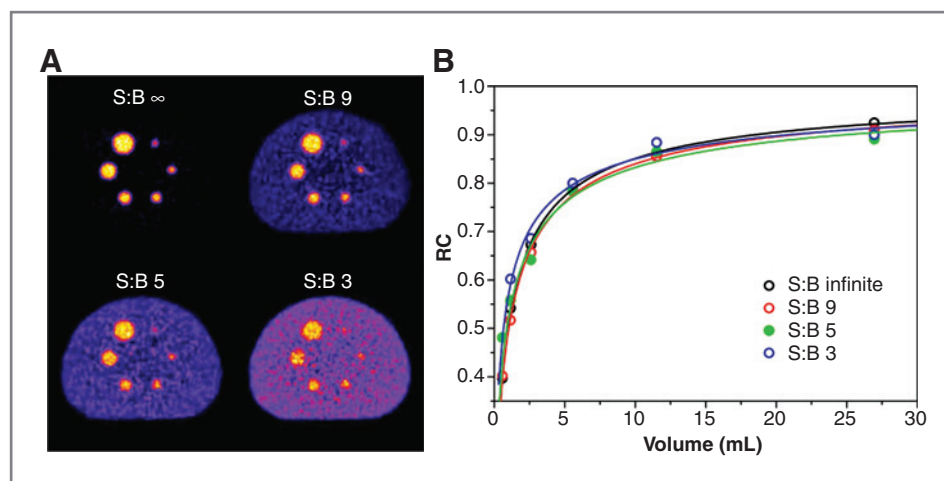 A
S:B ∞
S:B 9
S:B 5
S:B 3
B
1.0
0.9
0.8
0.7
0.6
0.5
0.4
RC
S:B infinite
S:B 9
S:B 5
S:B 3
0 5 10 15 20 25 30
Volume (mL)